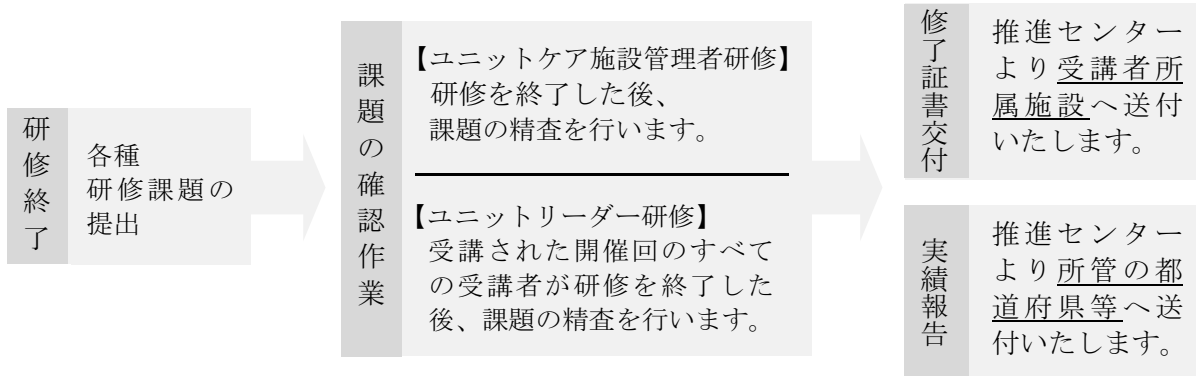 研修終了
各種
研修課題の
提出
課題の確認作業
【ユニットケア施設管理者研修】
研修を終了した後、
課題の精査を行います。
【ユニットリーダー研修】
受講された開催回のすべて
の受講者が研修を終了した
後、課題の精査を行います。
修了証書交付
推進センター
より受講者所
属施設へ送付
いたします。
実績報告
推進センター
より所管の都
道府県等へ送
付いたします。